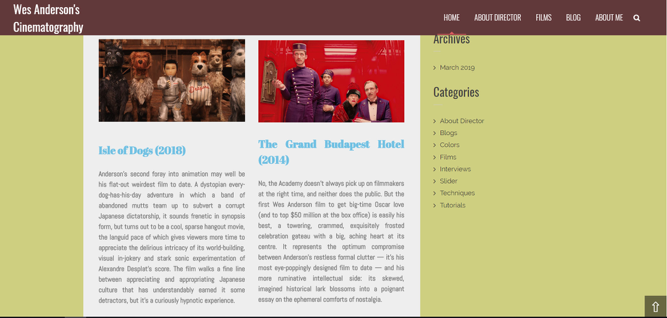 Wes Anderson's
Cinematography
HOME ABOUT DIRECTOR FILMS BLOG ABOUT ME
Isle of Dogs (2018)
Anderson's second foray into animation may well be
his flat-out weirdest film to date. A dystopian every-
dog-has-his-day adventure in which a band of
abandoned mutts team up to subvert a corrupt
Japanese dictatorship, it sounds frenetic in synopsis
form, but turns out to be a cool, sparse hangout movie,
the languid pace of which gives viewers more time to
appreciate the delirious intricacy of its world-building,
visual in-jokery and stark sonic experimentation of
Alexandre Desplat's score. The film walks a fine line
between appreciating and appropriating Japanese
culture that has understandably earned it some
detractors, but it's a curiously hypnotic experience.
The Grand Budapest Hotel
(2014)
No, the Academy doesn't always pick up on filmmakers
at the right time, and neither does the public. But the
first Wes Anderson film to get big-time Oscar love
(and to top $50 million at the box office) is easily his
best, a towering, crammed, exquisitely frosted
celebration gateau with a big, aching heart at its
centre. It represents the optimum compromise
between Anderson's restless formal clutter — it's his
most eye-poppingly designed film to date — and his
more ruminative intellectual side: its skewed,
imagined historical lark blossoms into a poignant
essay on the ephemeral comforts of nostalgia.
Archives
March 2019
Categories
About Director
Blogs
Colors
Films
Interviews
Slider
Techniques
Tutorials